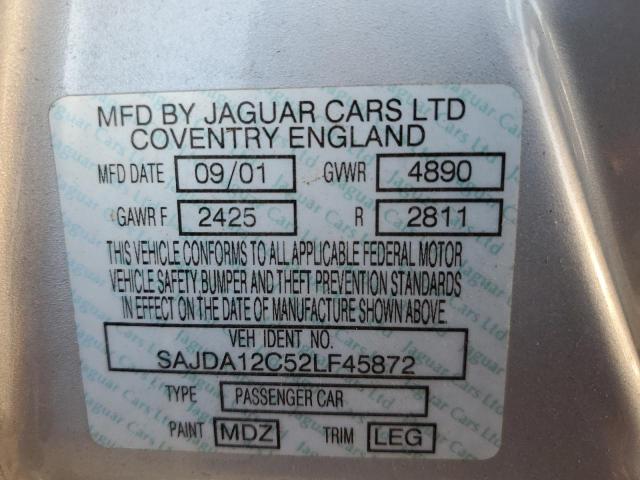 MFD BY JAGUAR CARS LTD
COVENTRY ENGLAND
MFD DATE 09/01 GVWR 4890
GAWR F 2425 R 2811
THIS VEHICLE CONFORMS TO ALL APPLICABLE FEDERAL MOTOR
VEHICLE SAFETY,BUMPER AND THEFT PREVENTION STANDARDS
IN EFFECT ON THE DATE OF MANUFACTURE SHOWN ABOVE.
VEH IDENT NO.
SAJDA12C52LF45872
TYPE PASSENGER CAR
PAINT MDZ TRIM LEG